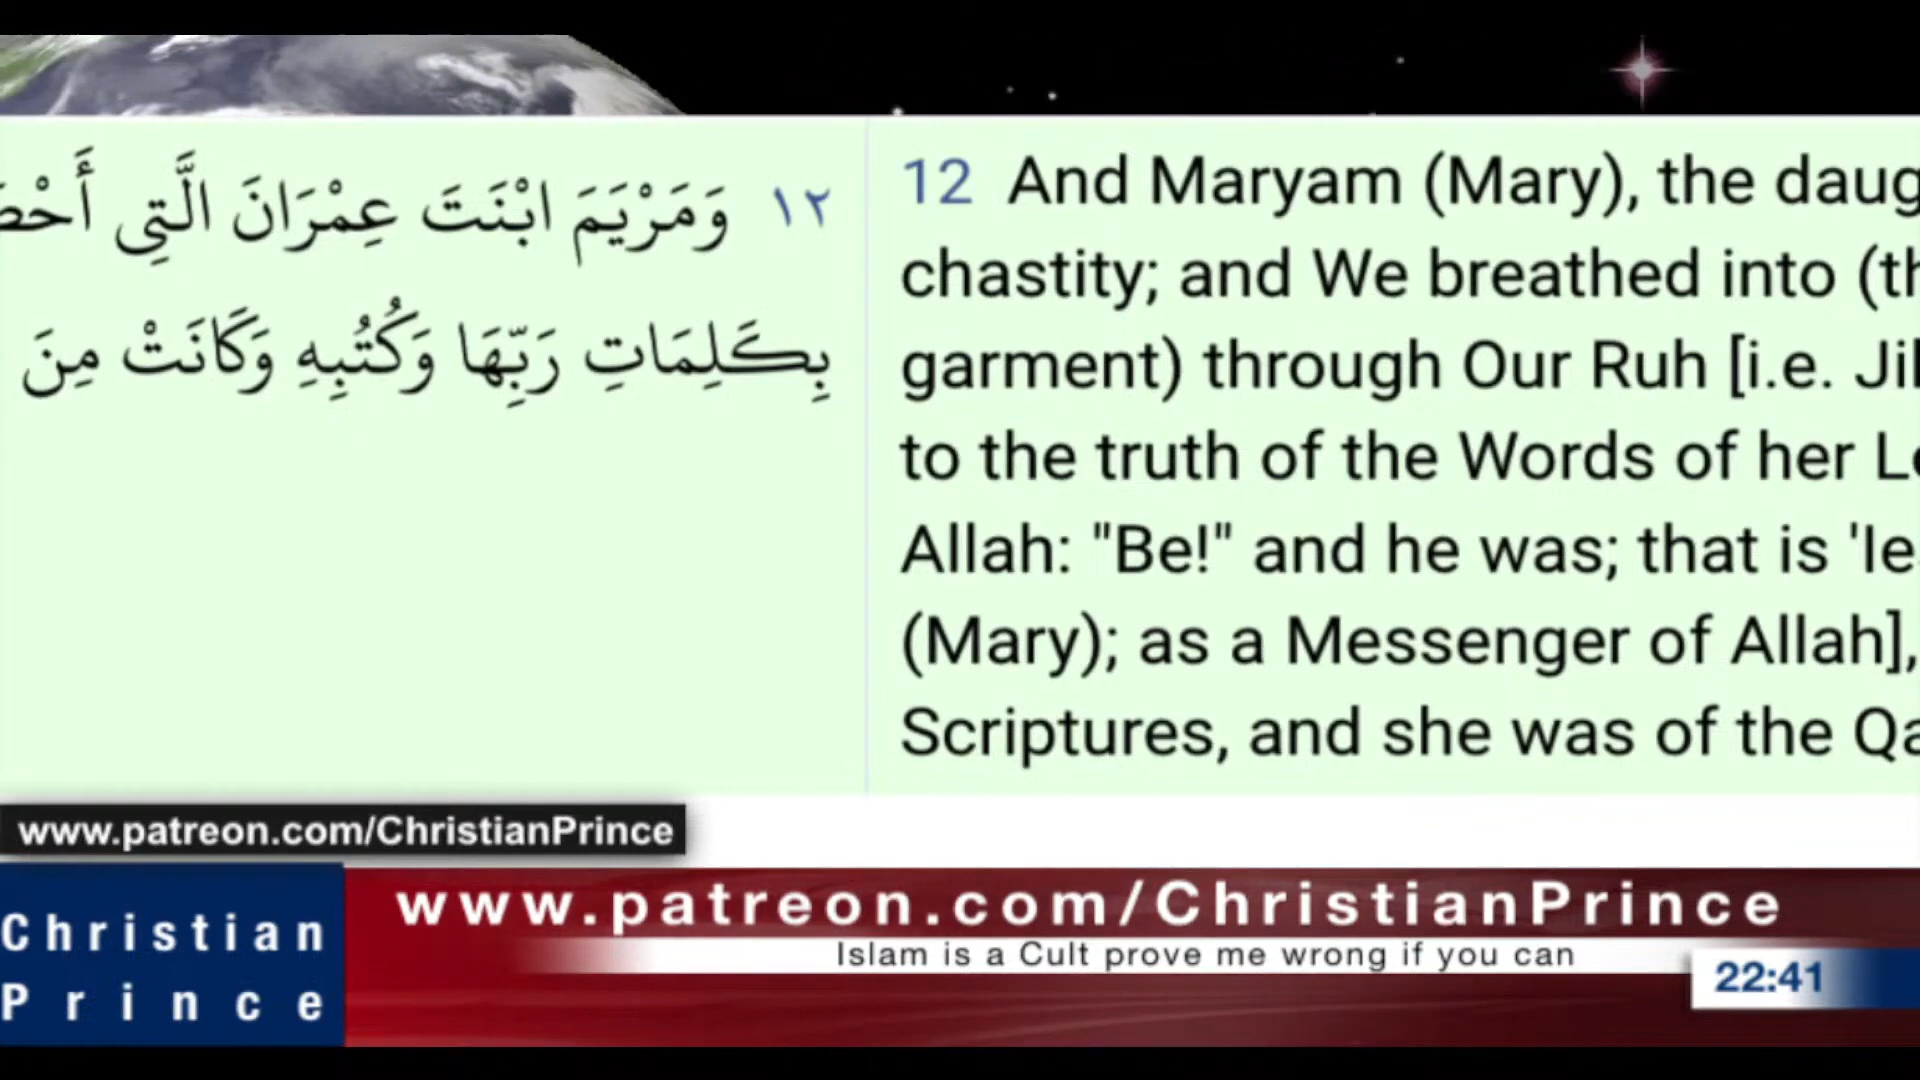 ١٢ وَمَرْيَمَ ابْنَتَ عِمْرَانَ الَّتِي
بِكَلِمَاتِ رَبِّهَا وَكُتُبِهِ وَكَانَتْ مِنَ
12 And Maryam (Mary), the
chastity; and We breathed into
garment) through Our Ruh [i.e.
to the truth of the Words of her
Allah: "Be!" and he was; that is
(Mary); as a Messenger of Allah],
Scriptures, and she was of the
www.patreon.com/ChristianPrince
Christian
Prince
www.patreon.com/ChristianPrince
Islam is a Cult prove me wrong if you can
22:41